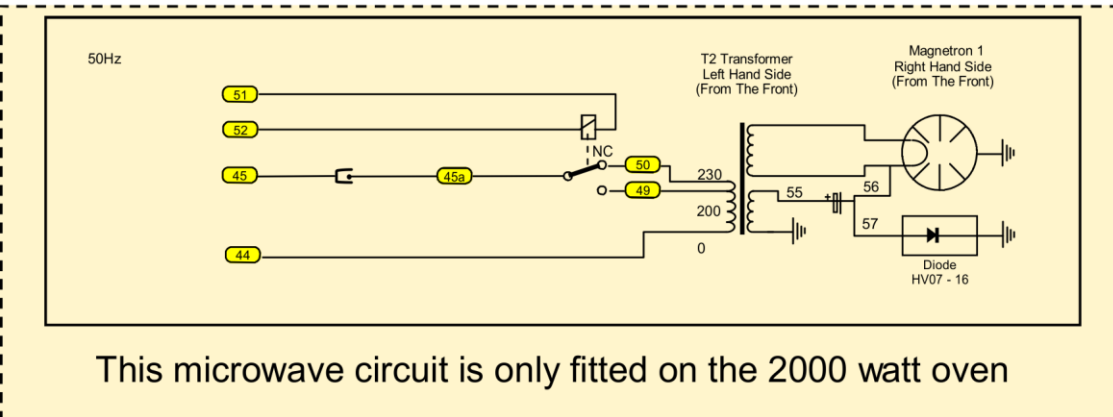 50Hz
T2 Transformer
Left Hand Side
(From The Front)
Magnetron 1
Right Hand Side
(From The Front)
51
52
NC
45
45a
50
49
230
200
0
55
56
57
44
+
Diode
HV07 - 16
This microwave circuit is only fitted on the 2000 watt oven